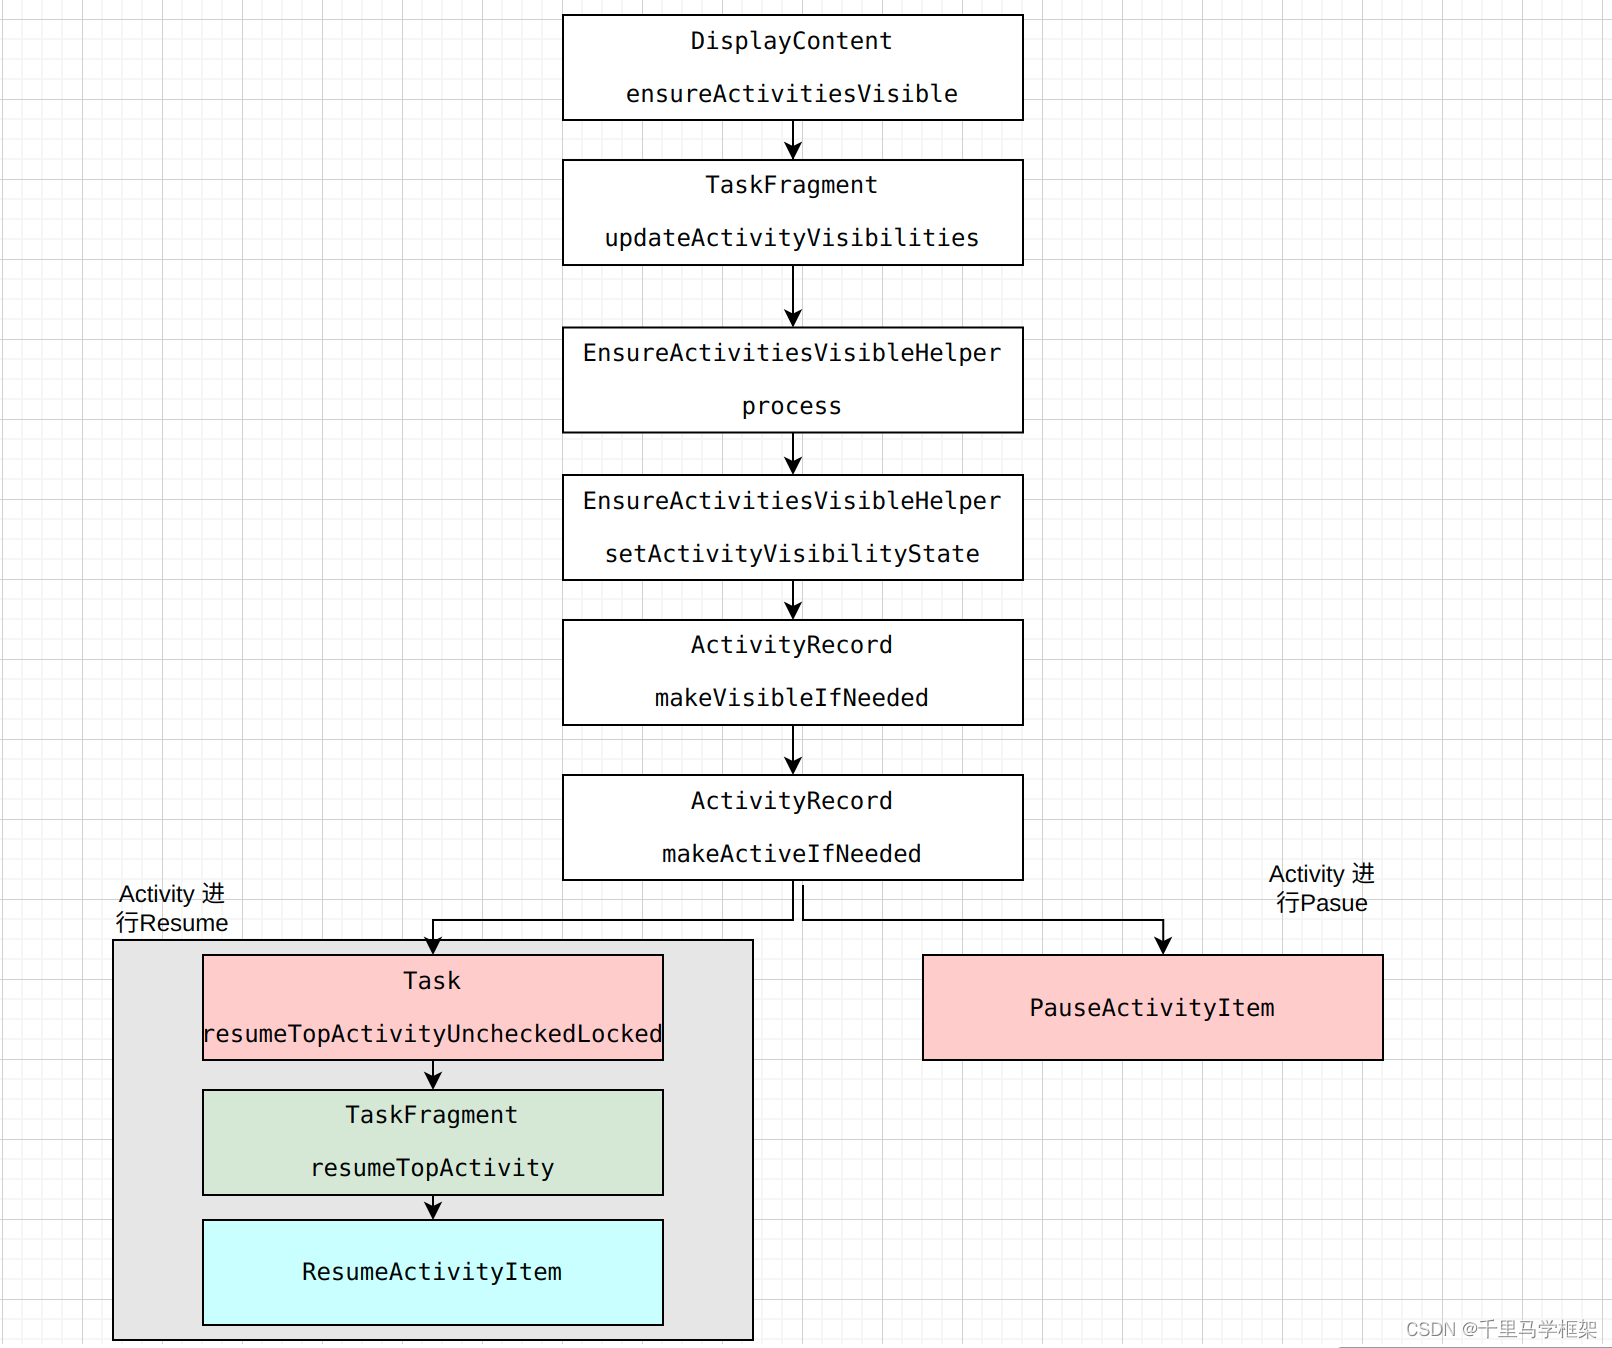 DisplayContent
ensureActivitiesVisible
TaskFragment
updateActivityVisibilities
EnsureActivitiesVisibleHelper
process
EnsureActivitiesVisibleHelper
setActivityVisibilityState
ActivityRecord
makeVisibleIfNeeded
ActivityRecord
makeActiveIfNeeded
Activity 进
行Resume
Activity 进
行Pasue
Task
resumeTopActivityUncheckedLocked
TaskFragment
resumeTopActivity
ResumeActivityItem
PauseActivityItem
CSDN @千里马学框架